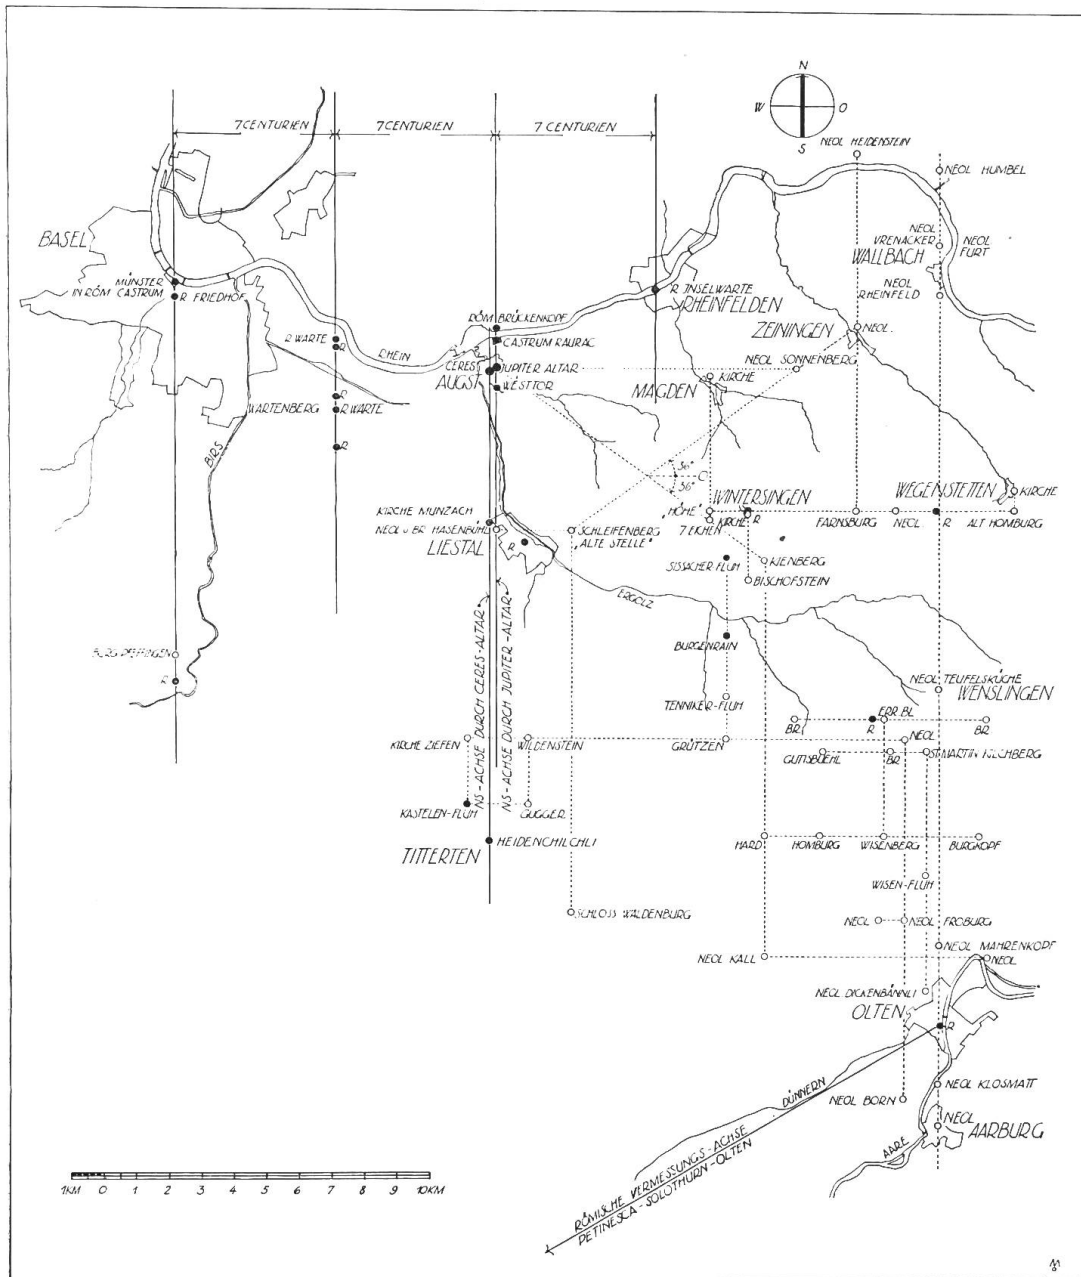 N
W O
S
7 CENTURIEN
7 CENTURIEN
7 CENTURIEN
NEOL HEIDENSTEIN
NEOL HUMBEL
BASEL
NEOL
VRENACKER
WALLBACH
NEOL
FURT
MÜNSTER
IN RÖM CASTRUM
R FRIEDHOF
R INSELWARTE
RHEINFELDEN
NEOL
RHEINFELD
RÖM BRÜCKENKOPF
CASTRUM RAURAC
ZEININGEN
NEOL.
R WARTE
R
RHEIN
CERES
JUPITER ALTAR
AUGST
WESTTOR
NEOL SONNENBERG
KIRCHE
MAGDEN
R
WARTENBERG
R WARTE
R
BIRS
56°
56°
"HÖHE"
WINTERSINGEN
WEGENSTETTEN
KIRCHE
KIRCHE MUNZACH
NEOL u BR HASENBÜHL
LIESTAL
R
SCHLEIFENBERG
"ALTE STELLE"
7 EICHEN
KIRCHE
R
FARNSBURG
NEOL
R
ALT HOMBURG
SISSACHER FLUH
KIENBERG
BISCHOFSTEIN
ERGOLZ
NS-ACHSE DURCH CERES-ALTAR
NS-ACHSE DURCH JUPITER-ALTAR
BURG PFEFFINGEN
R
BURGENRAIN
TENNIKER-FLUH
NEOL TEUFELSKÜCHE
WENSLINGEN
BR
ERR.BL
R
BR
KIRCHE ZIEFEN
WILDENSTEIN
GRÜTZEN
NEOL
GUTISBUEHL
BR
ST MARTIN KILCHBERG
KASTELEN-FLUH
GUGGER
TITTERTEN
HEIDENCHILCHLI
HARD
HOMBURG
WISENBERG
BURGKOPF
WISEN-FLUH
SCHLOSS WALDENBURG
NEOL
NEOL FROBURG
NEOL KALL
NEOL MAHRENKOPF
NEOL
NEOL DICKENBÄNNLI
OLTEN
R
DÜNNERN
NEOL BORN
NEOL KLOSMATT
NEOL
AARBURG
AARE
RÖMISCHE VERMESSUNGS-ACHSE
PETINESCA-SOLOTHURN-OLTEN
1KM 0 1 2 3 4 5 6 7 8 9 10KM